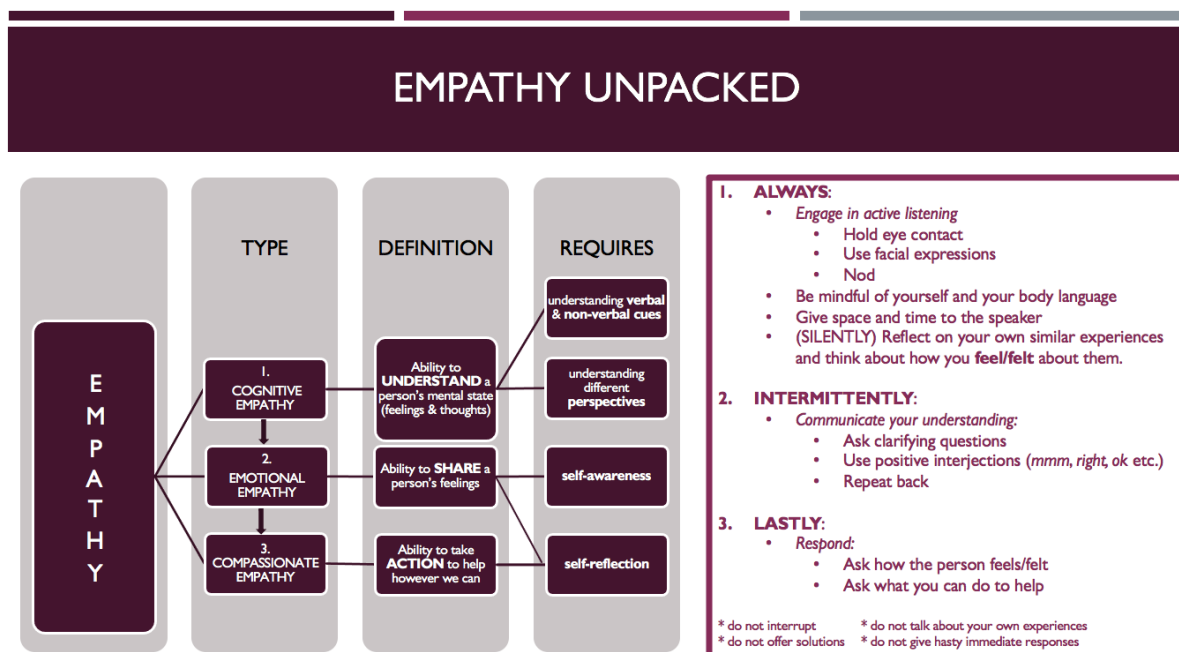 EMPATHY UNPACKED
E
M
P
A
T
H
Y
TYPE
1.
COGNITIVE
EMPATHY
2.
EMOTIONAL
EMPATHY
3.
COMPASSIONATE
EMPATHY
DEFINITION
Ability to
UNDERSTAND a
person's mental state
(feelings & thoughts)
Ability to SHARE a
person's feelings
Ability to take
ACTION to help
however we can
REQUIRES
understanding verbal
& non-verbal cues
understanding
different
perspectives
self-awareness
self-reflection
1. ALWAYS:
• Engage in active listening
• Hold eye contact
• Use facial expressions
• Nod
• Be mindful of yourself and your body language
• Give space and time to the speaker
• (SILENTLY) Reflect on your own similar experiences
and think about how you feel/felt about them.
2. INTERMITTENTLY:
• Communicate your understanding:
• Ask clarifying questions
• Use positive interjections (mmm, right, ok etc.)
• Repeat back
3. LASTLY:
• Respond:
• Ask how the person feels/felt
• Ask what you can do to help
* do not interrupt * do not talk about your own experiences
* do not offer solutions * do not give hasty immediate responses